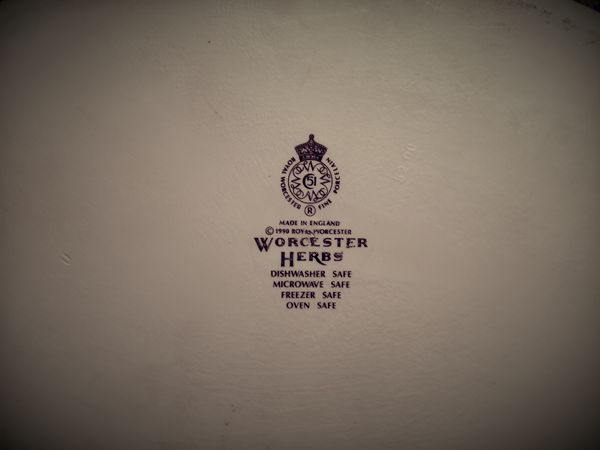 ROYAL WORCESTER FINE PORCELAIN
51
®
MADE IN ENGLAND
© 1990 ROYAL WORCESTER
WORCESTER
HERBS
DISHWASHER SAFE
MICROWAVE SAFE
FREEZER SAFE
OVEN SAFE